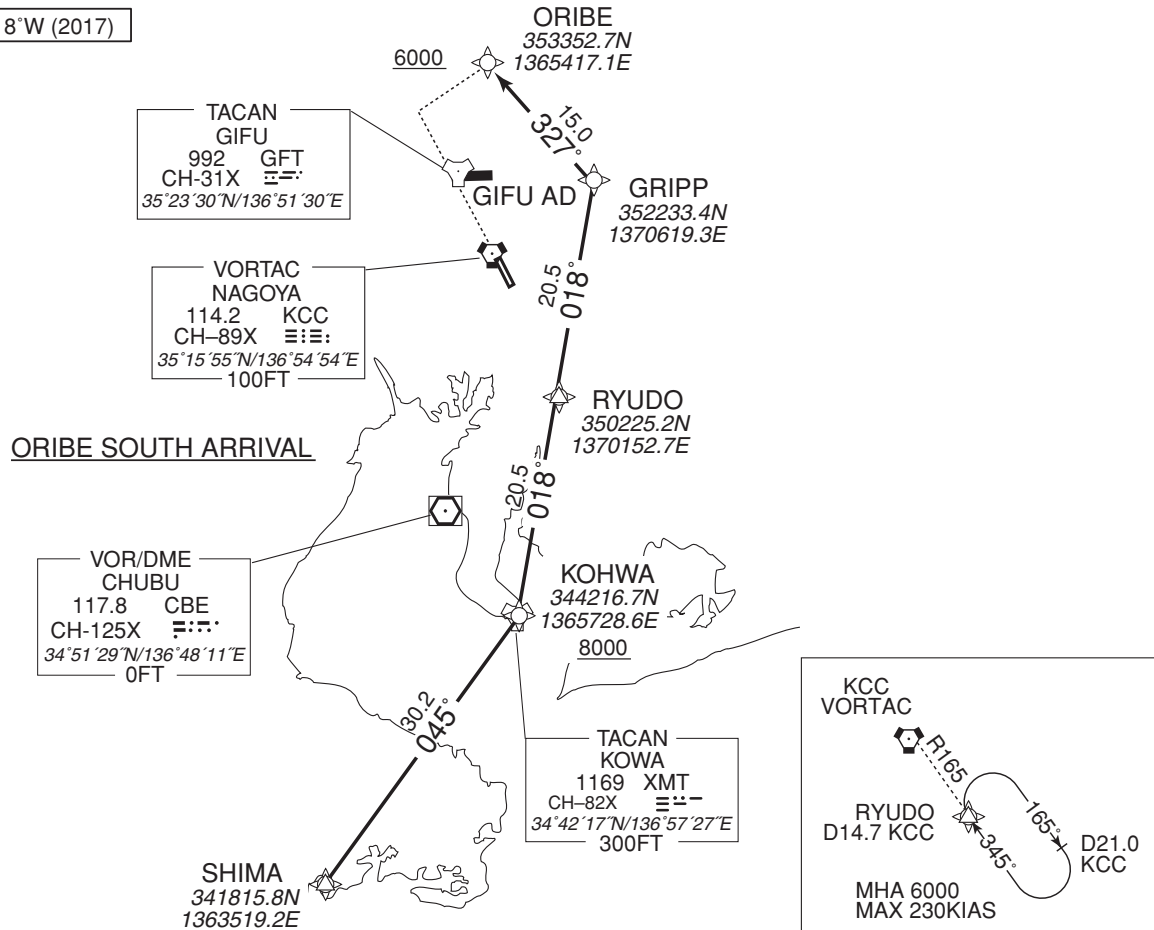 8°W (2017)
ORIBE
353352.7N
1365417.1E
6000
15.0
327°
TACAN
GIFU
992 GFT
CH-31X
35°23´30˝N/136°51´30˝E
GIFU AD
GRIPP
352233.4N
1370619.3E
VORTAC
NAGOYA
114.2 KCC
CH–89X
35°15´55˝N/136°54´54˝E
100FT
20.5
018°
RYUDO
350225.2N
1370152.7E
ORIBE SOUTH ARRIVAL
20.5
018°
VOR/DME
CHUBU
117.8 CBE
CH-125X
34°51´29˝N/136°48´11˝E
0FT
KOHWA
344216.7N
1365728.6E
8000
30.2
045°
TACAN
KOWA
1169 XMT
CH–82X
34°42´17˝N/136°57´27˝E
300FT
SHIMA
341815.8N
1363519.2E
KCC
VORTAC
R165
RYUDO
D14.7 KCC
165°
345°
D21.0
KCC
MHA 6000
MAX 230KIAS